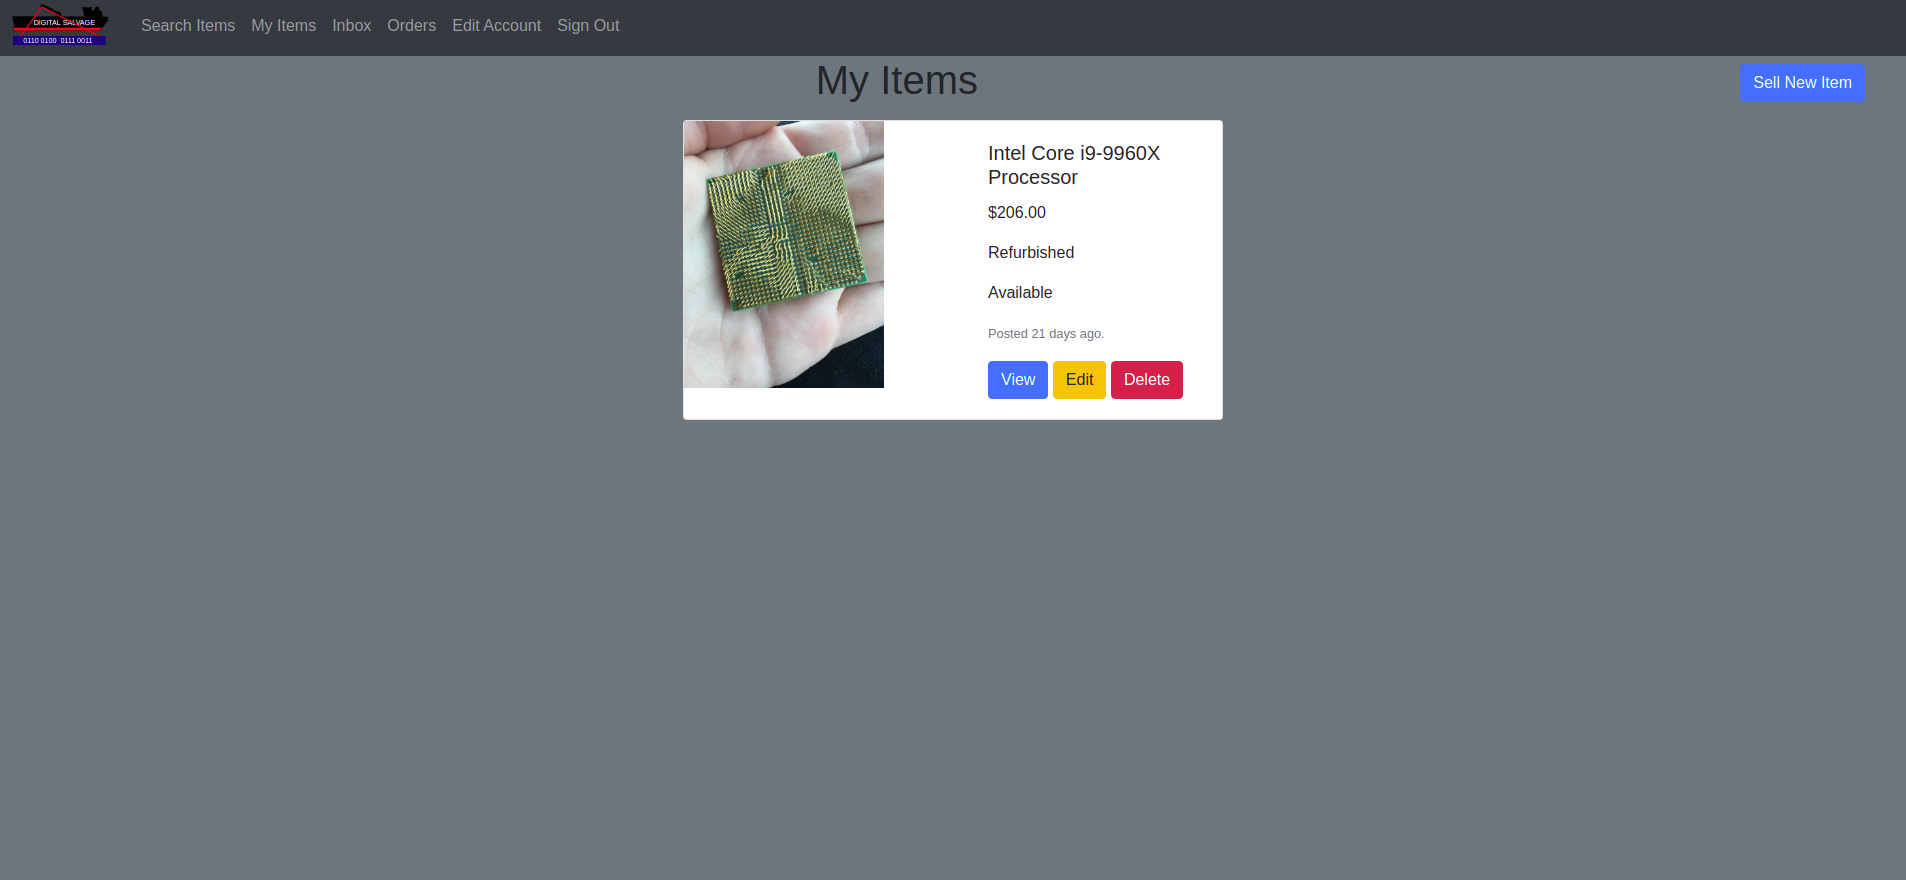 DIGITAL SALVAGE
0110 0100 0111 0011
Search Items My Items Inbox Orders Edit Account Sign Out
My Items
Sell New Item
Intel Core i9-9960X
Processor
$206.00
Refurbished
Available
Posted 21 days ago.
View Edit Delete